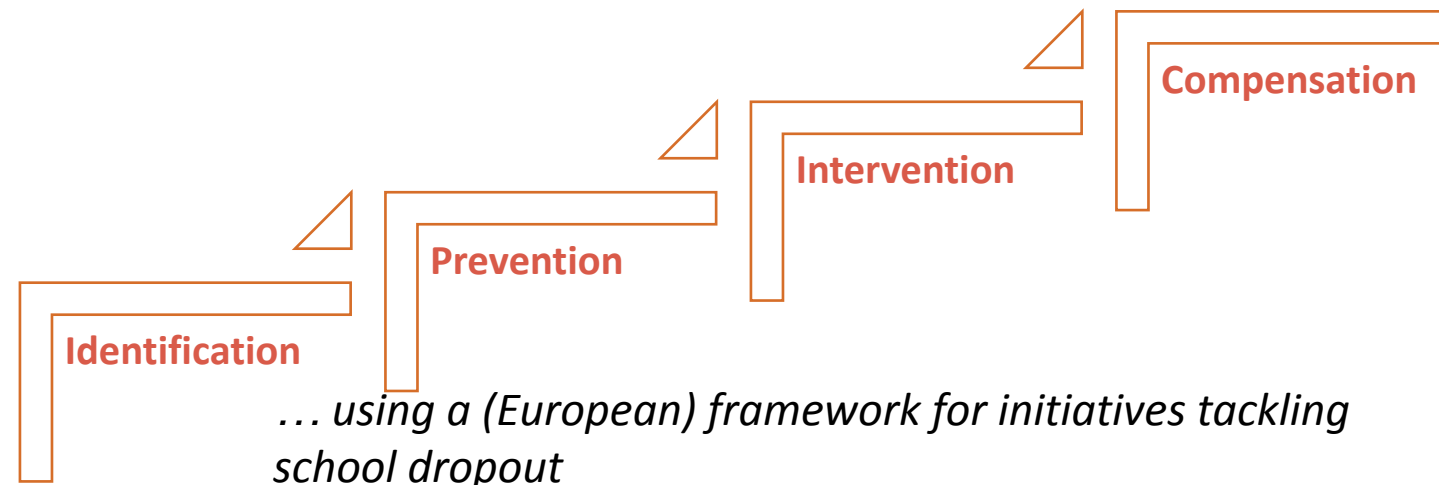 Compensation
Intervention
Prevention
Identification
… using a (European) framework for initiatives tackling
school dropout